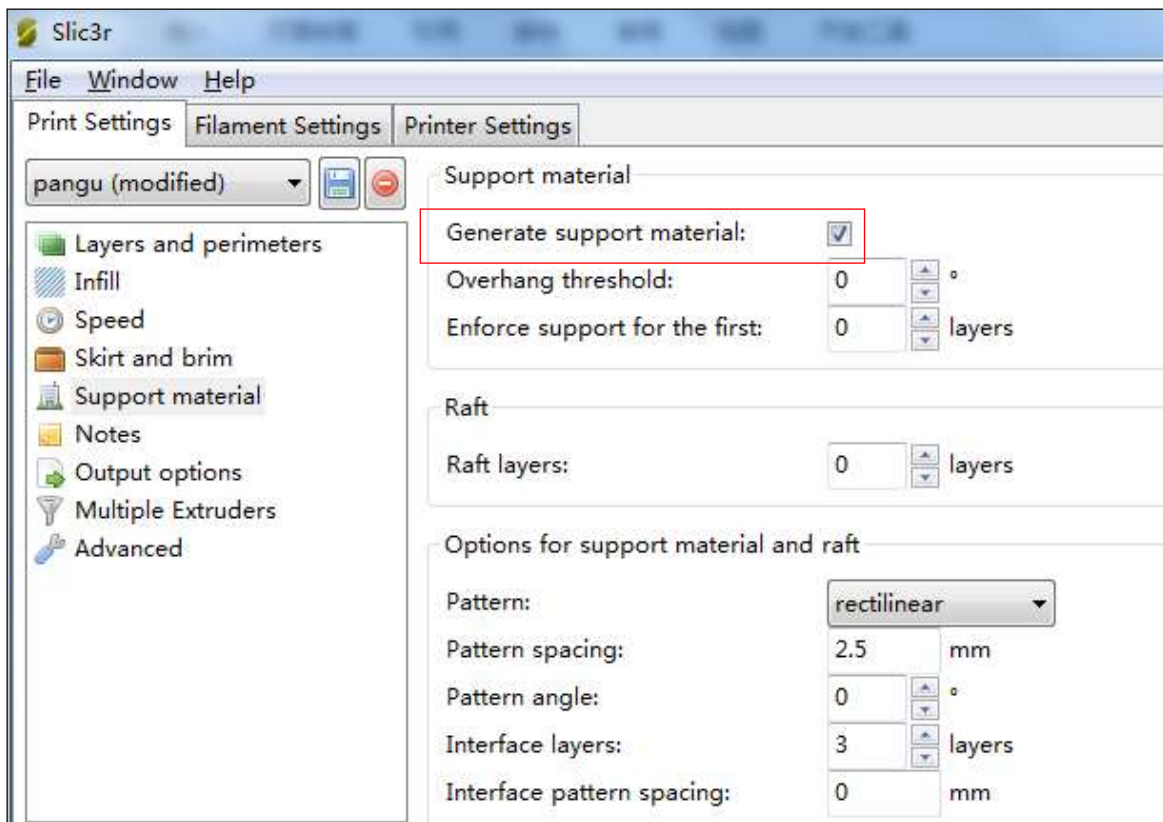 Slic3r
File Window Help
Print Settings Filament Settings Printer Settings
pangu (modified)
Layers and perimeters
Infill
Speed
Skirt and brim
Support material
Notes
Output options
Multiple Extruders
Advanced
Support material
Generate support material:
Overhang threshold: 0 °
Enforce support for the first: 0 layers
Raft
Raft layers: 0 layers
Options for support material and raft
Pattern: rectilinear
Pattern spacing: 2.5 mm
Pattern angle: 0 °
Interface layers: 3 layers
Interface pattern spacing: 0 mm